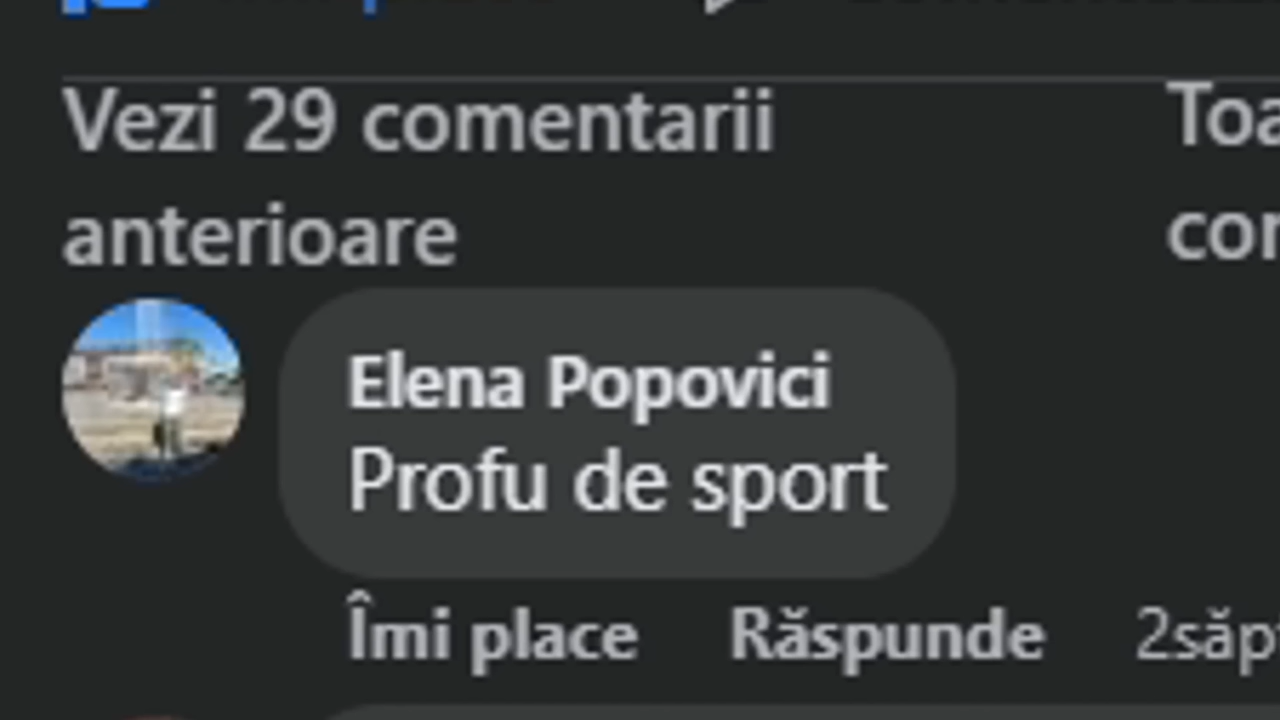 Vezi 29 comentarii
anterioare
Elena Popovici
Profu de sport
Îmi place Răspunde